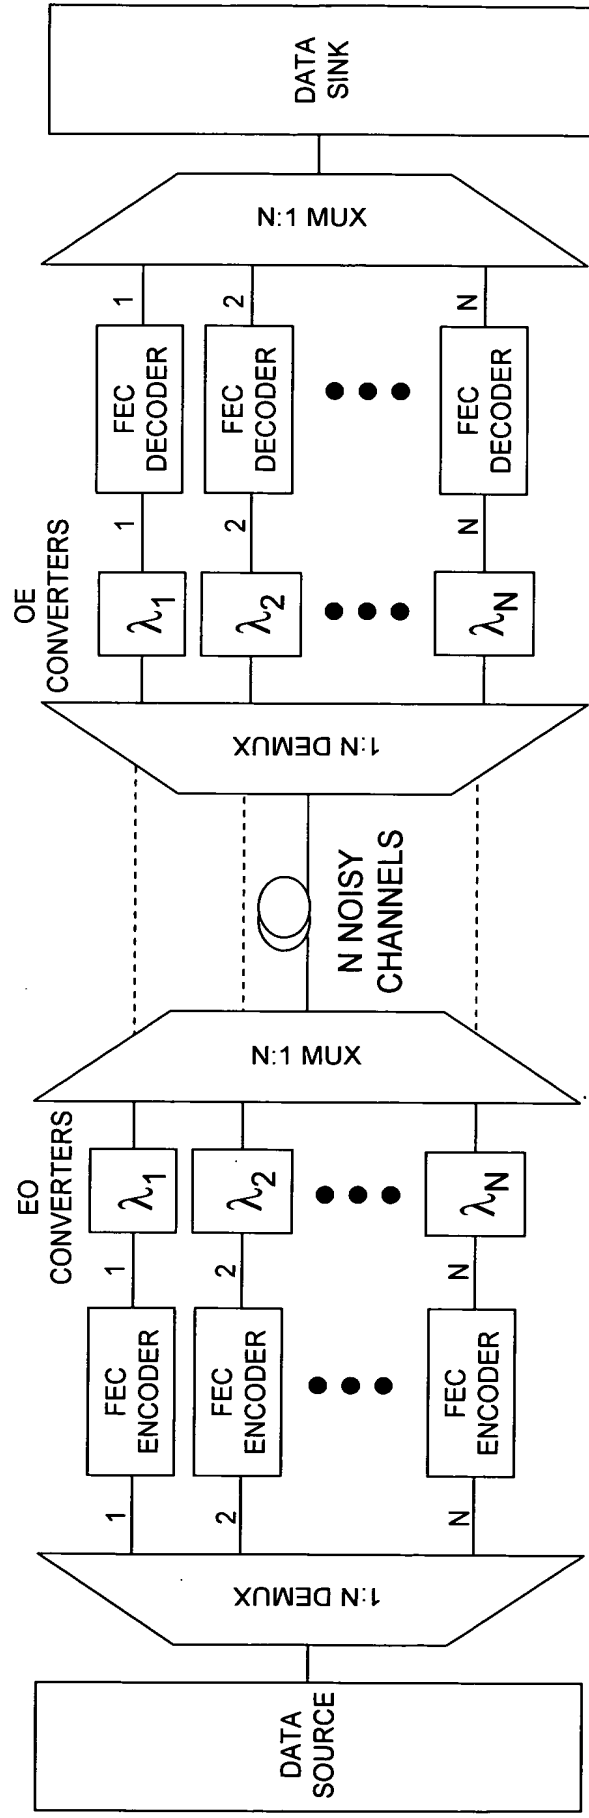 DATA
SOURCE
1:N DEMUX
1
2
N
FEC
ENCODER
FEC
ENCODER
FEC
ENCODER
1
2
N
EO
CONVERTERS
λ1
λ2
λN
N:1 MUX
N NOISY
CHANNELS
1:N DEMUX
OE
CONVERTERS
λ1
λ2
λN
1
2
N
FEC
DECODER
FEC
DECODER
FEC
DECODER
1
2
N
N:1 MUX
DATA
SINK